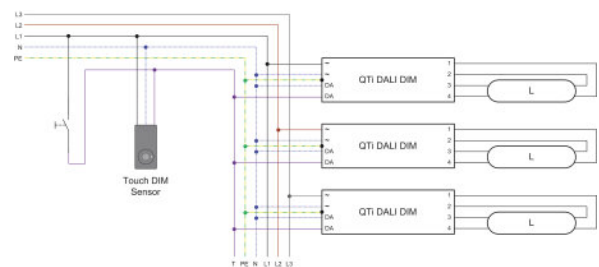 L3
L2
L1
N
PE
Touch DIM
Sensor
~
~
DA
DA
QTi DALI DIM
1
2
3
4
L
~
~
DA
DA
QTi DALI DIM
1
2
3
4
L
~
~
DA
DA
QTi DALI DIM
1
2
3
4
L
T PE N L1 L2 L3